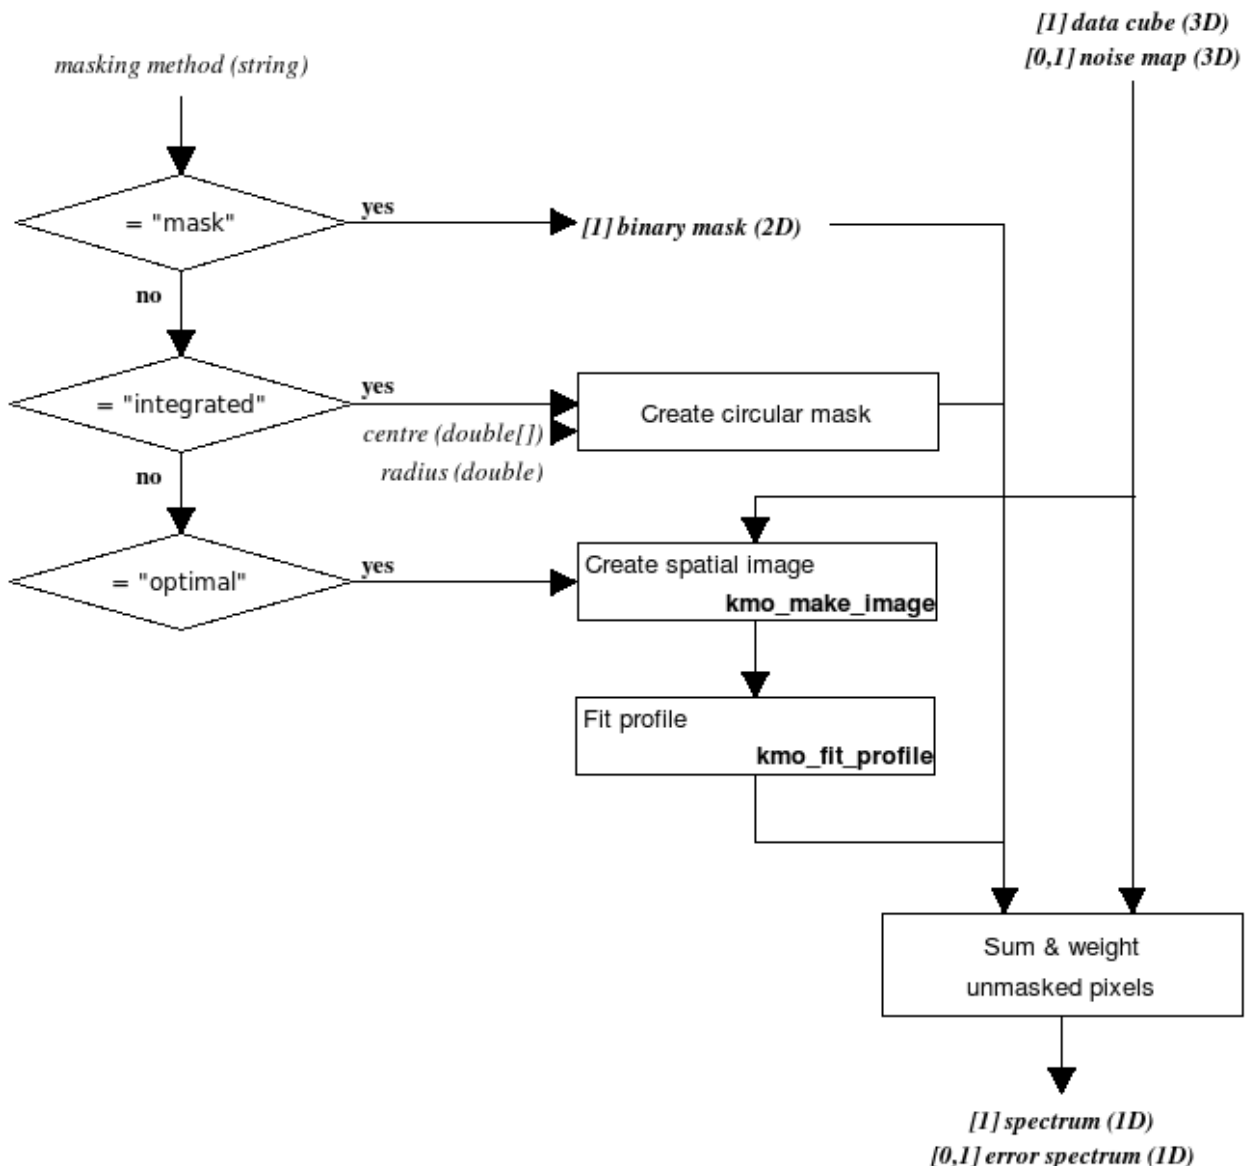 [1] data cube (3D)
[0,1] noise map (3D)
masking method (string)
= "mask"
yes
[1] binary mask (2D)
no
= "integrated"
yes
centre (double[])
radius (double)
Create circular mask
no
= "optimal"
yes
Create spatial image
kmo_make_image
Fit profile
kmo_fit_profile
Sum & weight
unmasked pixels
[1] spectrum (1D)
[0,1] error spectrum (1D)